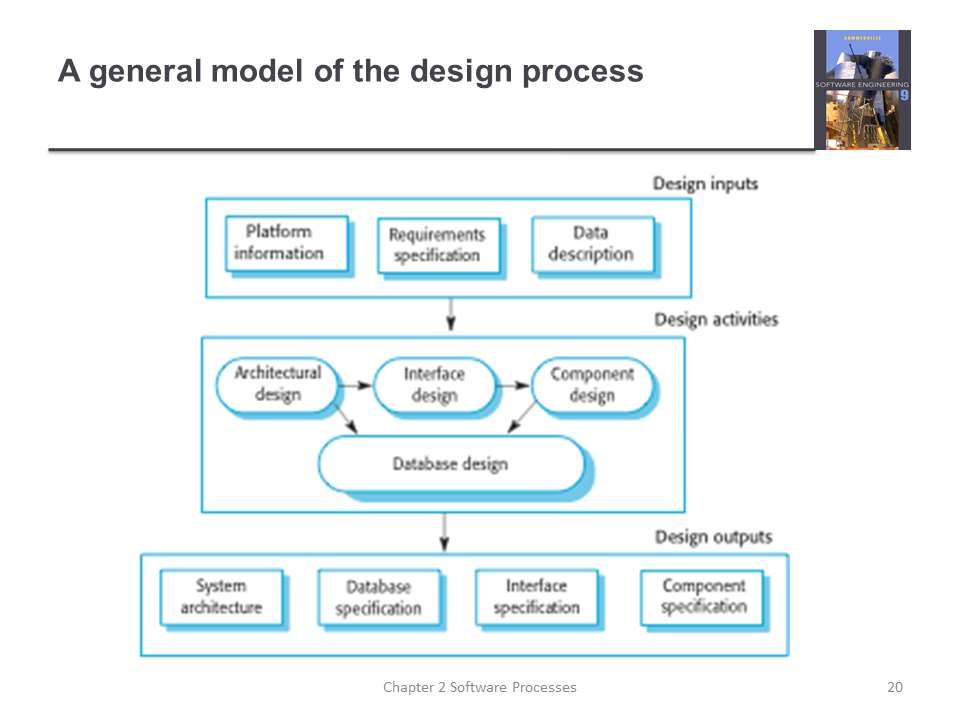 A general model of the design process
SOMMERVILLE
SOFTWARE ENGINEERING
9
Design inputs
Platform
information
Requirements
specification
Data
description
Design activities
Architectural
design
Interface
design
Component
design
Database design
Design outputs
System
architecture
Database
specification
Interface
specification
Component
specification
Chapter 2 Software Processes
20